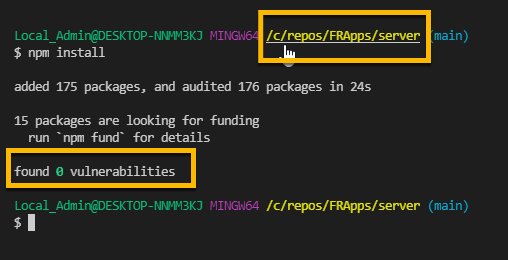 Local_Admin@DESKTOP-NNMM3KJ MINGW64 /c/repos/FRApps/server (main)
$ npm install
added 175 packages, and audited 176 packages in 24s
15 packages are looking for funding
run `npm fund` for details
found 0 vulnerabilities
Local_Admin@DESKTOP-NNMM3KJ MINGW64 /c/repos/FRApps/server (main)
$